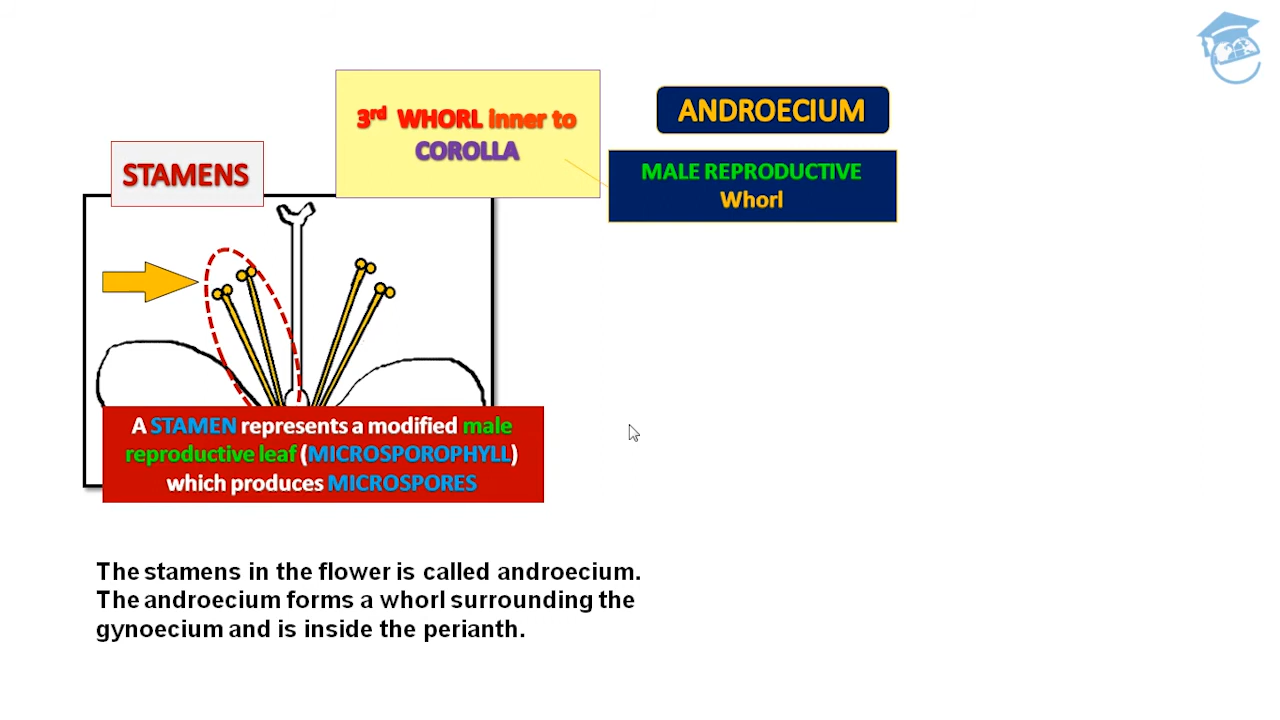 3rd WHORL inner to
COROLLA
ANDROECIUM
STAMENS
MALE REPRODUCTIVE
Whorl
A STAMEN represents a modified male
reproductive leaf (MICROSPOROPHYLL)
which produces MICROSPORES
The stamens in the flower is called androecium.
The androecium forms a whorl surrounding the
gynoecium and is inside the perianth.